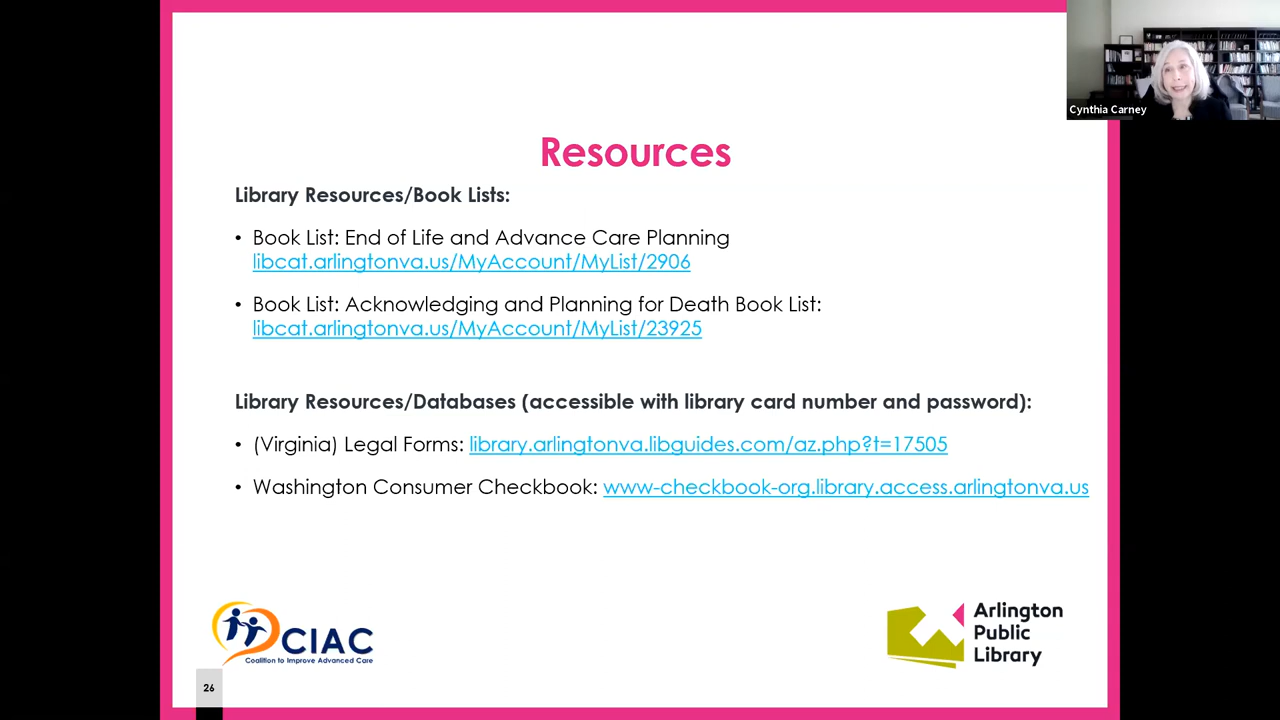 Cynthia Carney
Resources
Library Resources/Book Lists:
• Book List: End of Life and Advance Care Planning
libcat.arlingtonva.us/MyAccount/MyList/2906
• Book List: Acknowledging and Planning for Death Book List:
libcat.arlingtonva.us/MyAccount/MyList/23925
Library Resources/Databases (accessible with library card number and password):
• (Virginia) Legal Forms: library.arlingtonva.libguides.com/az.php?t=17505
• Washington Consumer Checkbook: www-checkbook-org.library.access.arlingtonva.us
CIAC
Coalition to Improve Advanced Care
Arlington
Public
Library
26